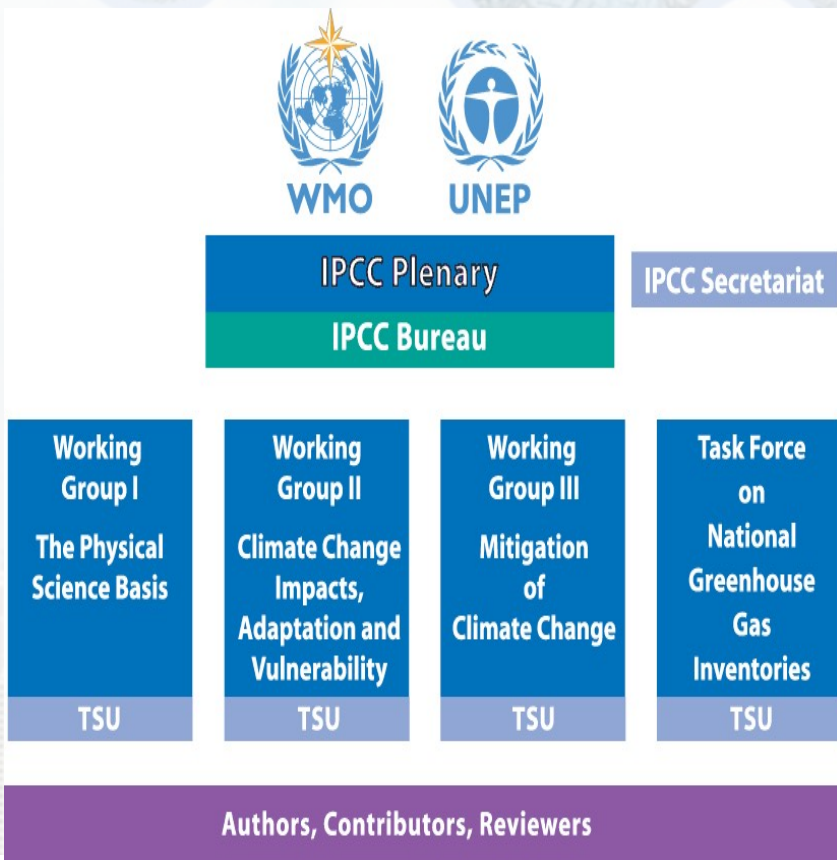 WMO
UNEP
IPCC Plenary
IPCC Secretariat
IPCC Bureau
Working
Group I
The Physical
Science Basis
TSU
Working
Group II
Climate Change
Impacts,
Adaptation and
Vulnerability
TSU
Working
Group III
Mitigation
of
Climate Change
TSU
Task Force
on
National
Greenhouse
Gas
Inventories
TSU
Authors, Contributors, Reviewers